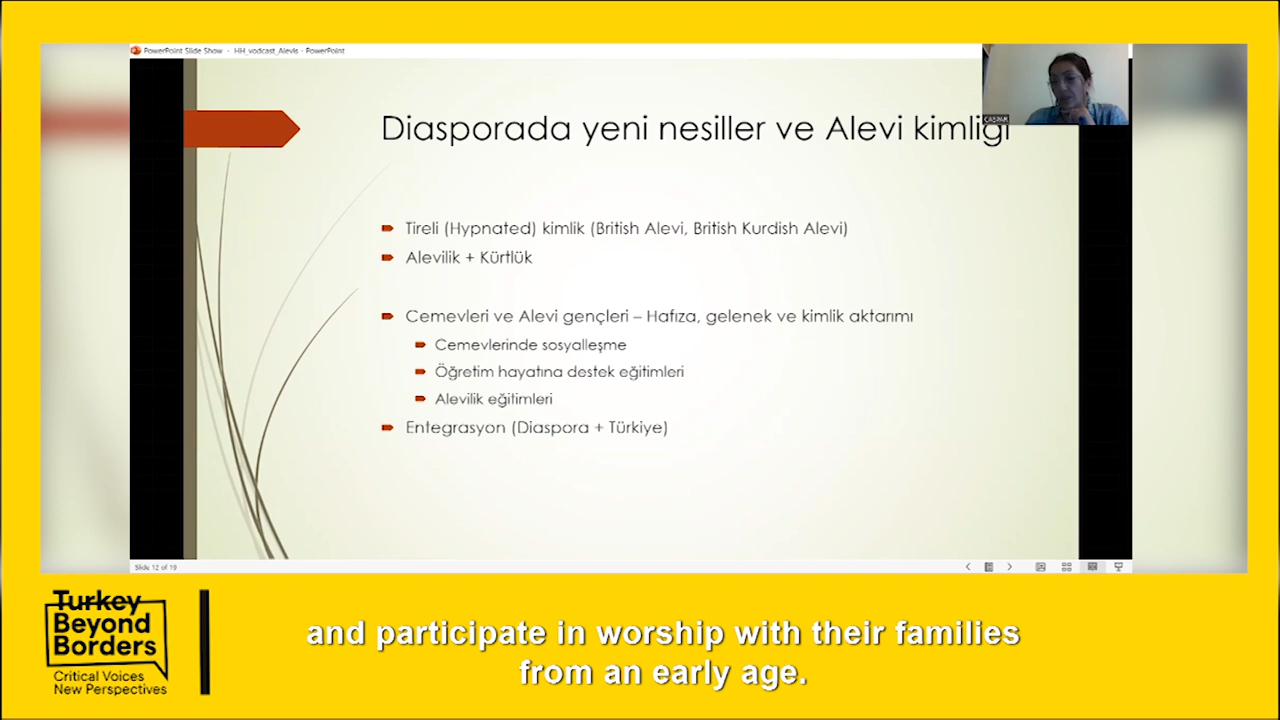 PowerPoint Slide Show - HH_vodcast_Alevis - PowerPoint
CASPAR
Diasporada yeni nesiller ve Alevi kimliği
Tireli (Hypnated) kimlik (British Alevi, British Kurdish Alevi)
Alevilik + Kürtlük
Cemevleri ve Alevi gençleri – Hafıza, gelenek ve kimlik aktarımı
Cemevlerinde sosyalleşme
Öğretim hayatına destek eğitimleri
Alevilik eğitimleri
Entegrasyon (Diaspora + Türkiye)
Slide 12 of 19
Turkey
Beyond
Borders
Critical Voices
New Perspectives
and participate in worship with their families
from an early age.